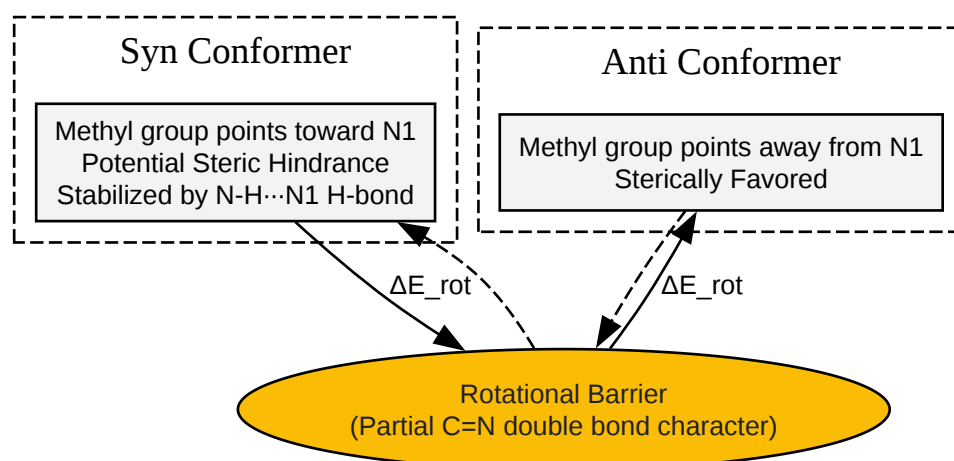 Syn Conformer
Methyl group points toward N1
Potential Steric Hindrance
Stabilized by N-H···N1 H-bond
Anti Conformer
Methyl group points away from N1
Sterically Favored
ΔE_rot
ΔE_rot
Rotational Barrier
(Partial C=N double bond character)